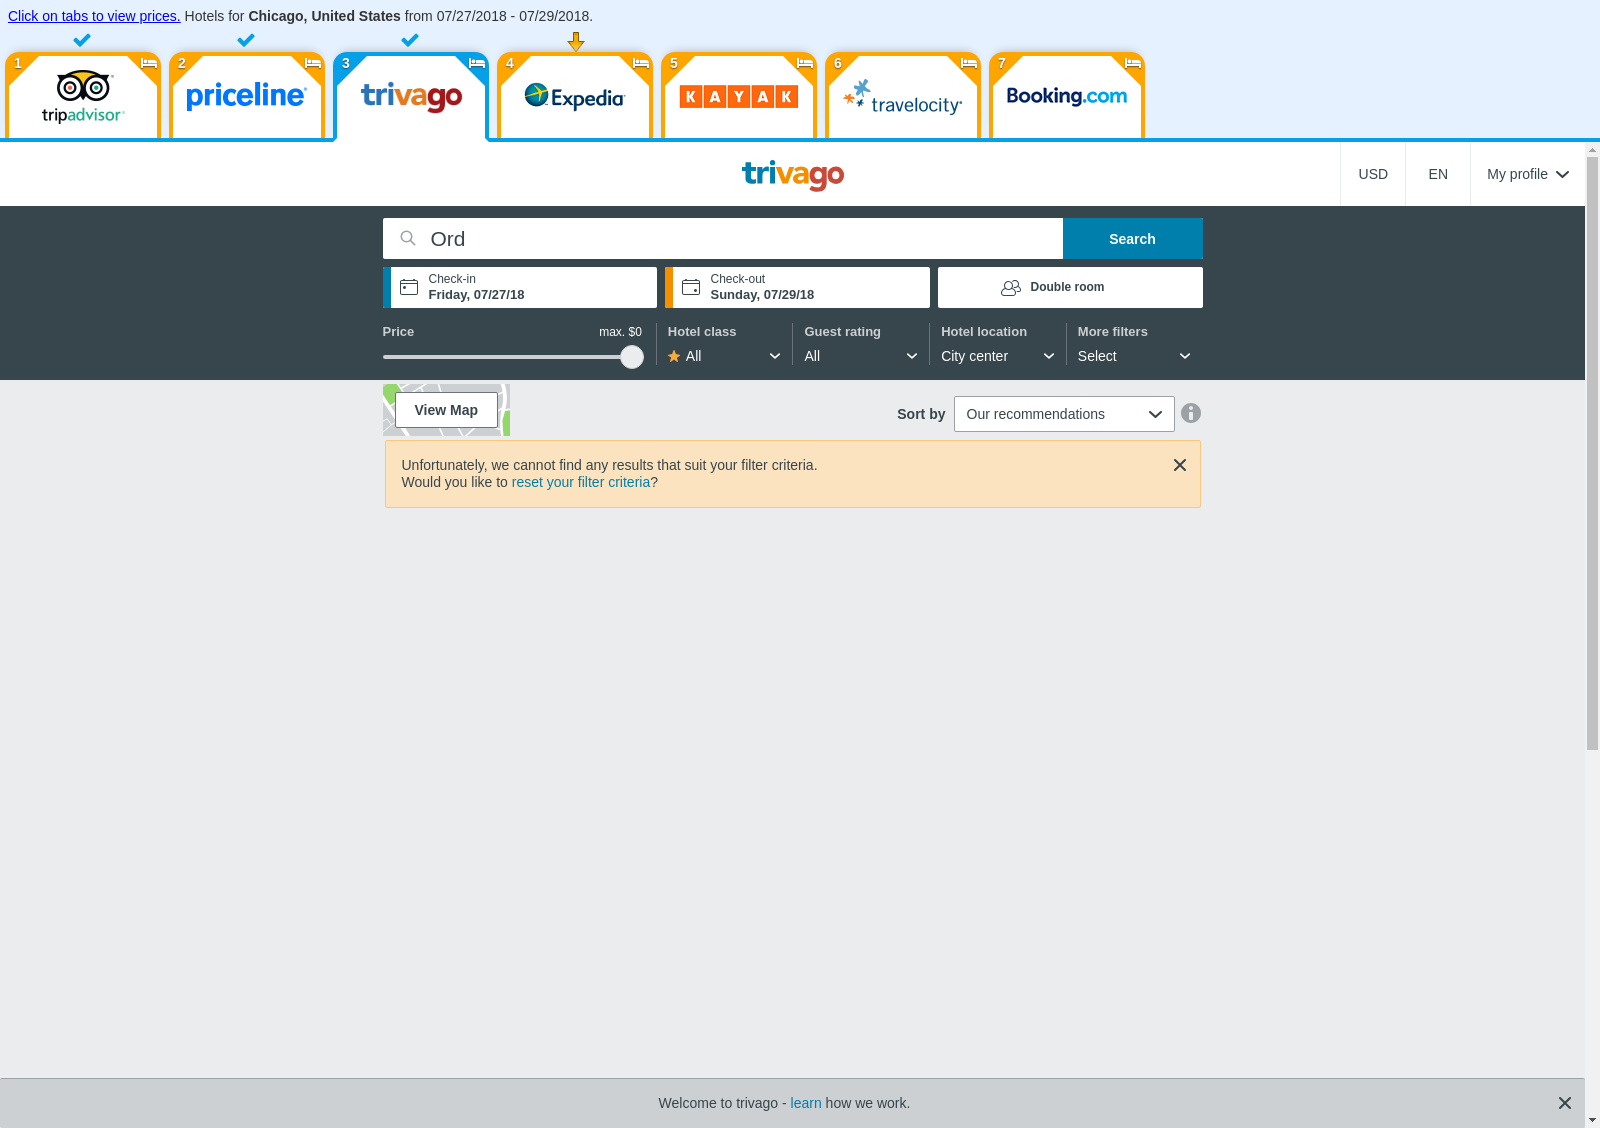 Click on tabs to view prices. Hotels for Chicago, United States from 07/27/2018 - 07/29/2018.
1 2 3 4 5 6 7
tripadvisor priceline trivago Expedia KAYAK travelocity Booking.com
trivago USD EN My profile
Ord Search
Check-in Check-out
Friday, 07/27/18 Sunday, 07/29/18 Double room
Price max. $0 Hotel class Guest rating Hotel location More filters
All All City center Select
View Map Sort by Our recommendations
Unfortunately, we cannot find any results that suit your filter criteria.
Would you like to reset your filter criteria?
Welcome to trivago - learn how we work.